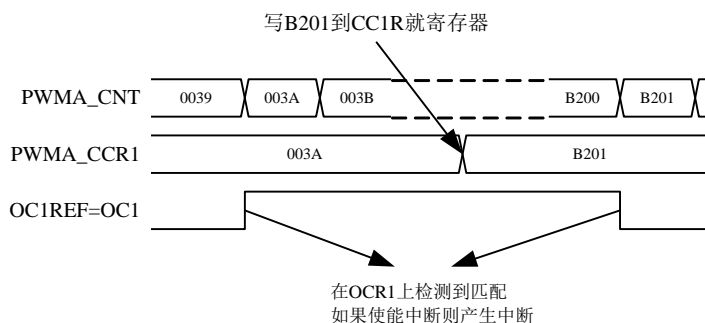 写B201到CC1R就寄存器
PWMA_CNT 0039 003A 003B B200 B201
PWMA_CCR1 003A B201
OC1REF=OC1
在OCR1上检测到匹配
如果使能中断则产生中断